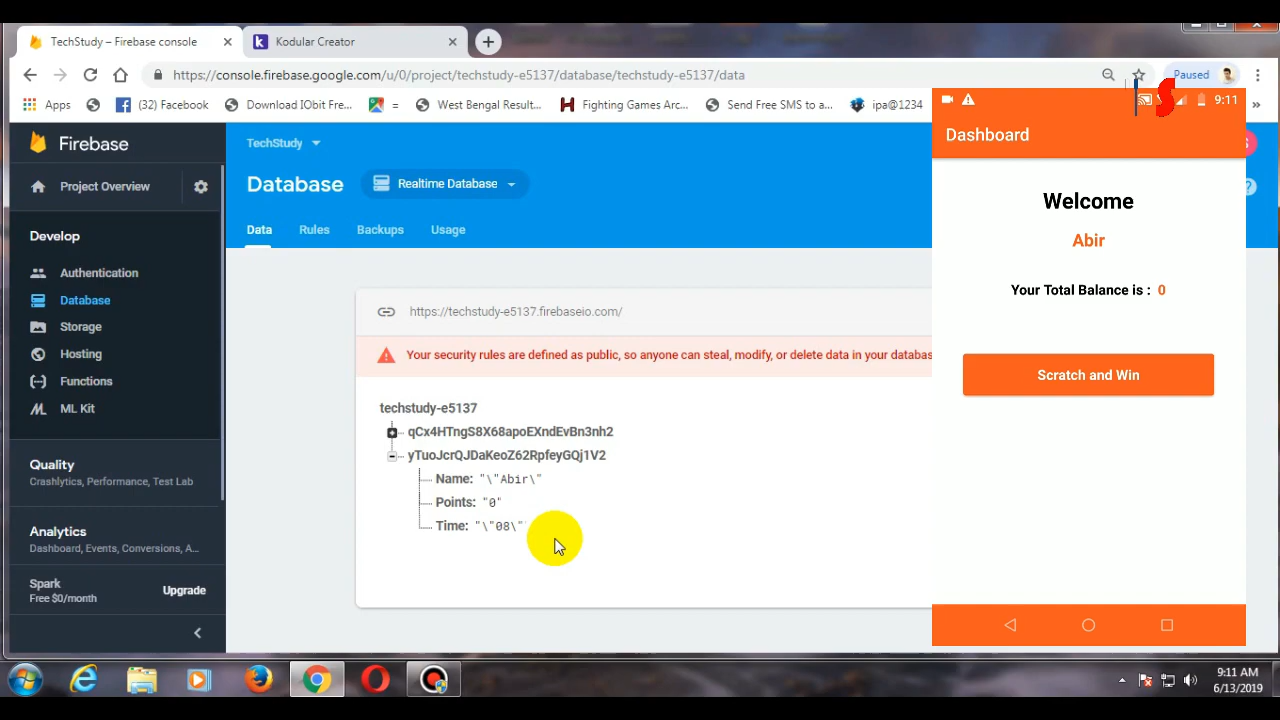 TechStudy – Firebase console
Kodular Creator
https://console.firebase.google.com/u/0/project/techstudy-e5137/database/techstudy-e5137/data
Paused
Apps
(32) Facebook
Download IObit Free...
=
West Bengal Result...
Fighting Games Arc...
Send Free SMS to a...
ipa@1234
»
Firebase
Project Overview
Develop
Authentication
Database
Storage
Hosting
Functions
ML Kit
Quality
Crashlytics, Performance, Test Lab
Analytics
Dashboard, Events, Conversions, A...
Spark
Free $0/month
Upgrade
TechStudy
Database
Realtime Database
Data
Rules
Backups
Usage
https://techstudy-e5137.firebaseio.com/
Your security rules are defined as public, so anyone can steal, modify, or delete data in your databas
techstudy-e5137
qCx4HTngS8X68apoEXndEvBn3nh2
yTuoJcrQJDaKeoZ62RpfeyGQj1V2
Name: "\"Abir\"
Points: "0"
Time: "\"08\"
S
9:11
Dashboard
Welcome
Abir
Your Total Balance is : 0
Scratch and Win
9:11 AM
6/13/2019